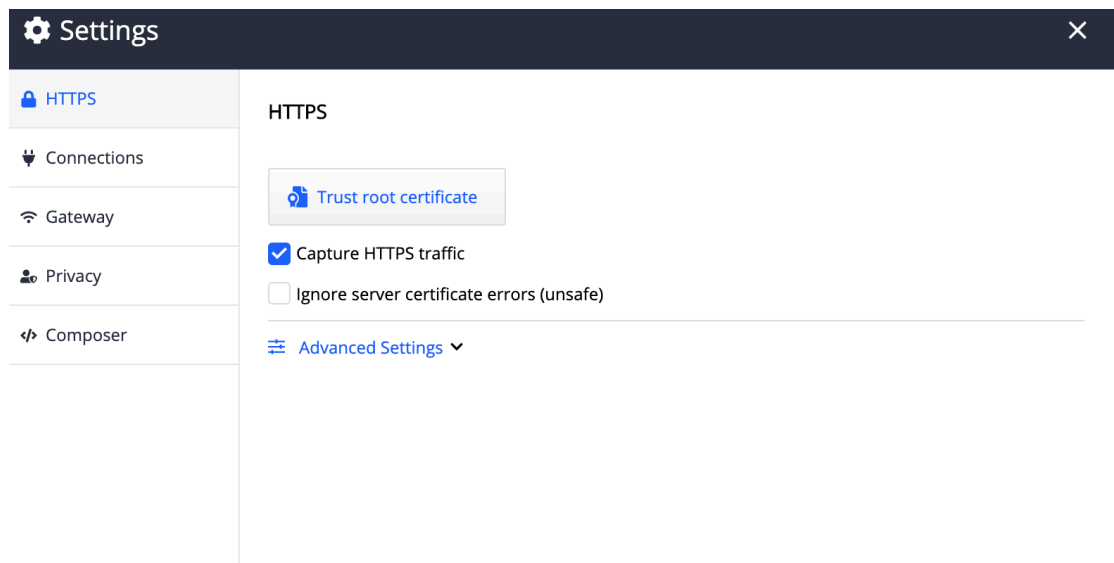 Settings
HTTPS
Connections
Gateway
Privacy
Composer
HTTPS
Trust root certificate
Capture HTTPS traffic
Ignore server certificate errors (unsafe)
Advanced Settings